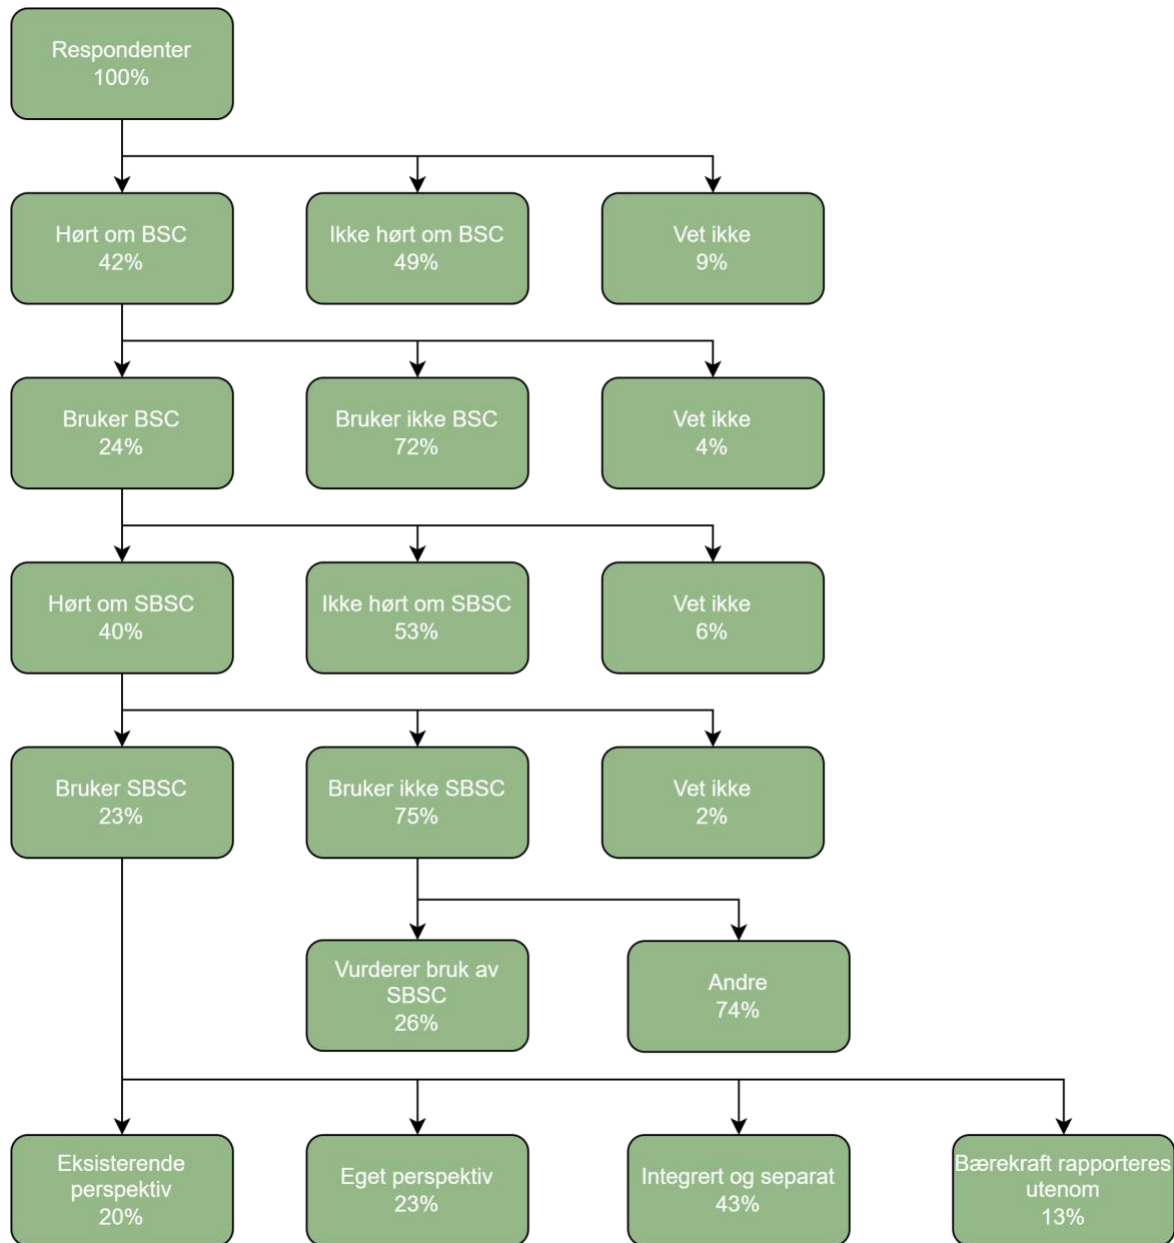 Respondenter
100%
Hørt om BSC
42%
Ikke hørt om BSC
49%
Vet ikke
9%
Bruker BSC
24%
Bruker ikke BSC
72%
Vet ikke
4%
Hørt om SBSC
40%
Ikke hørt om SBSC
53%
Vet ikke
6%
Bruker SBSC
23%
Bruker ikke SBSC
75%
Vet ikke
2%
Vurderer bruk av
SBSC
26%
Andre
74%
Eksisterende
perspektiv
20%
Eget perspektiv
23%
Integrert og separat
43%
Bærekraft rapporteres
utenom
13%